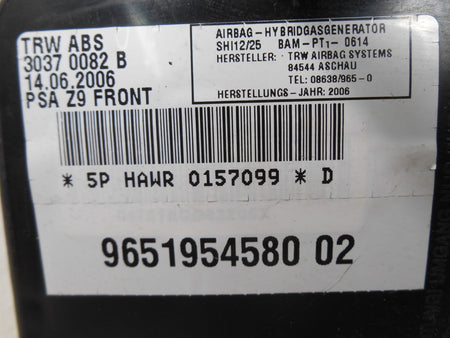 TRW ABS
3037 0082 B
14.06.2006
PSA Z9 FRONT
AIRBAG-HYBRIDGASGENERATOR
SHI12/25 BAM-PT1-0614
HERSTELLER: TRW AIRBAG SYSTEMS
84544 ASCHAU
TEL: 08638/965-0
HERSTELLUNGS-JAHR: 2006
* 5P HAWR 0157099 * D
9651954580 02
UMGANG